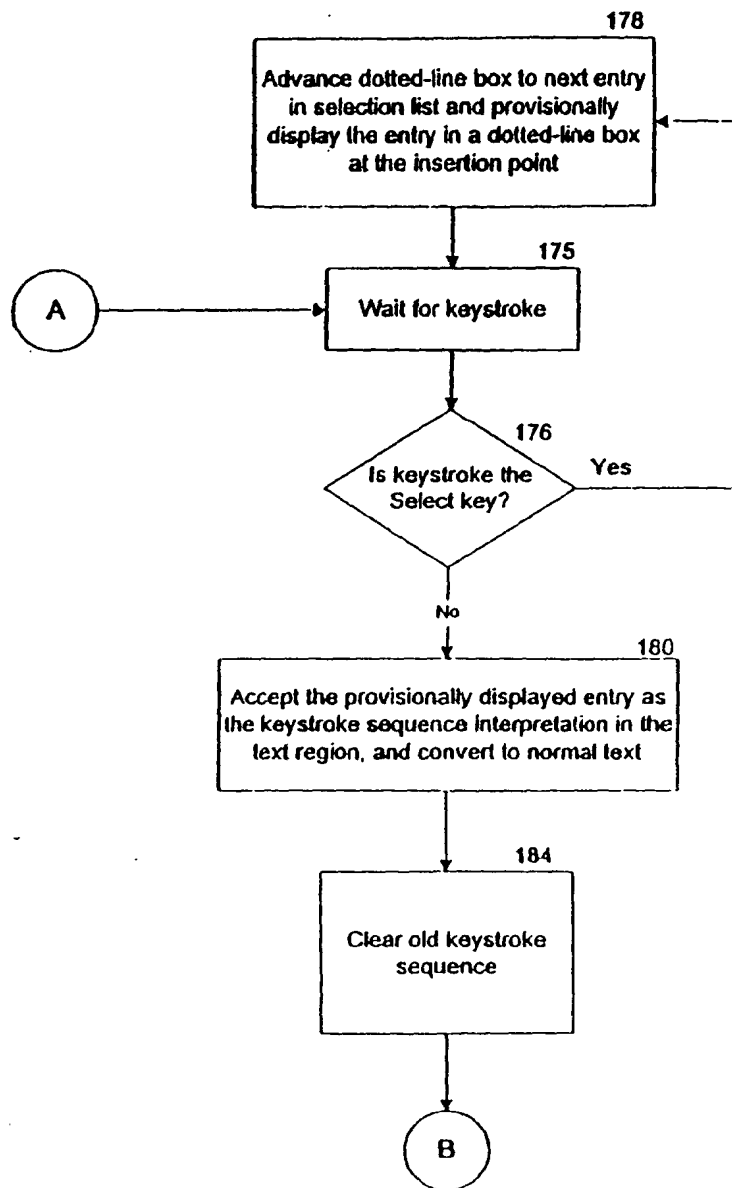 178
Advance dotted-line box to next entry
in selection list and provisionally
display the entry in a dotted-line box
at the insertion point
175
A
Wait for keystroke
176
Is keystroke the
Select key?
Yes
No
180
Accept the provisionally displayed entry as
the keystroke sequence interpretation in the
text region, and convert to normal text
184
Clear old keystroke
sequence
B